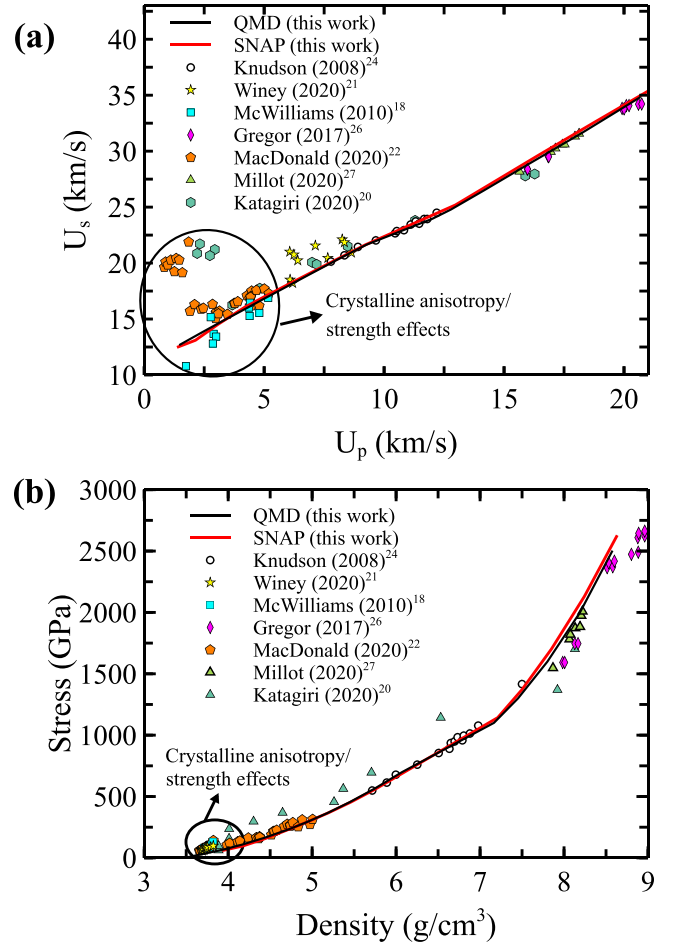 (a)
43
40
35
30
25
20
15
10
U_s (km/s)
QMD (this work)
SNAP (this work)
Knudson (2008)^24
Winey (2020)^21
McWilliams (2010)^18
Gregor (2017)^26
MacDonald (2020)^22
Millot (2020)^27
Katagiri (2020)^20
Crystalline anisotropy/
strength effects
0 5 10 15 20
U_p (km/s)
(b)
3000
2500
2000
1500
1000
500
0
Stress (GPa)
QMD (this work)
SNAP (this work)
Knudson (2008)^24
Winey (2020)^21
McWilliams (2010)^18
Gregor (2017)^26
MacDonald (2020)^22
Millot (2020)^27
Katagiri (2020)^20
Crystalline anisotropy/
strength effects
3 4 5 6 7 8 9
Density (g/cm³)